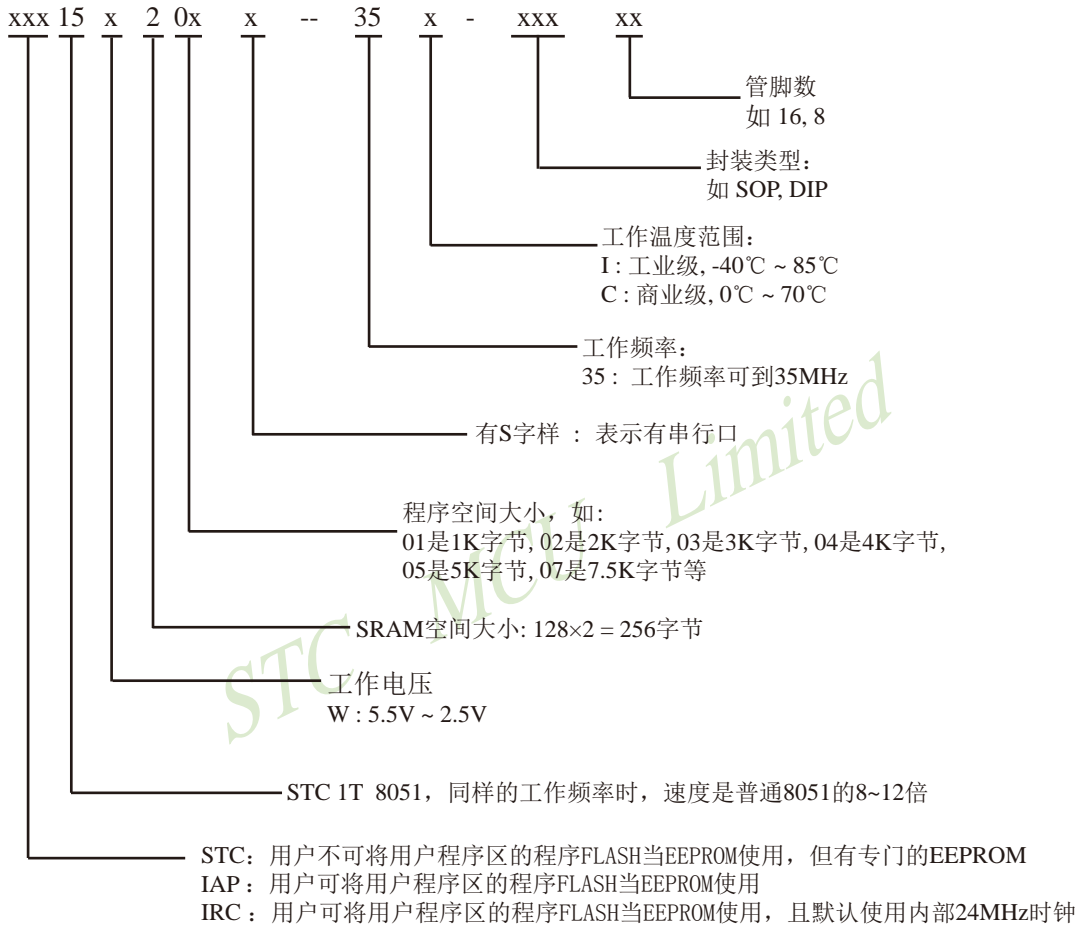 xxx 15 x 2 0x x -- 35 x - xxx xx
管脚数
如 16, 8
封装类型：
如 SOP, DIP
工作温度范围：
I : 工业级, -40℃ ~ 85℃
C : 商业级, 0℃ ~ 70℃
工作频率：
35 : 工作频率可到35MHz
有S字样 : 表示有串行口
程序空间大小，如:
01是1K字节, 02是2K字节, 03是3K字节, 04是4K字节,
05是5K字节, 07是7.5K字节等
SRAM空间大小: 128×2 = 256字节
工作电压
W : 5.5V ~ 2.5V
STC 1T 8051，同样的工作频率时，速度是普通8051的8~12倍
STC：用户不可将用户程序区的程序FLASH当EEPROM使用，但有专门的EEPROM
IAP：用户可将用户程序区的程序FLASH当EEPROM使用
IRC：用户可将用户程序区的程序FLASH当EEPROM使用，且默认使用内部24MHz时钟
STC MCU Limited